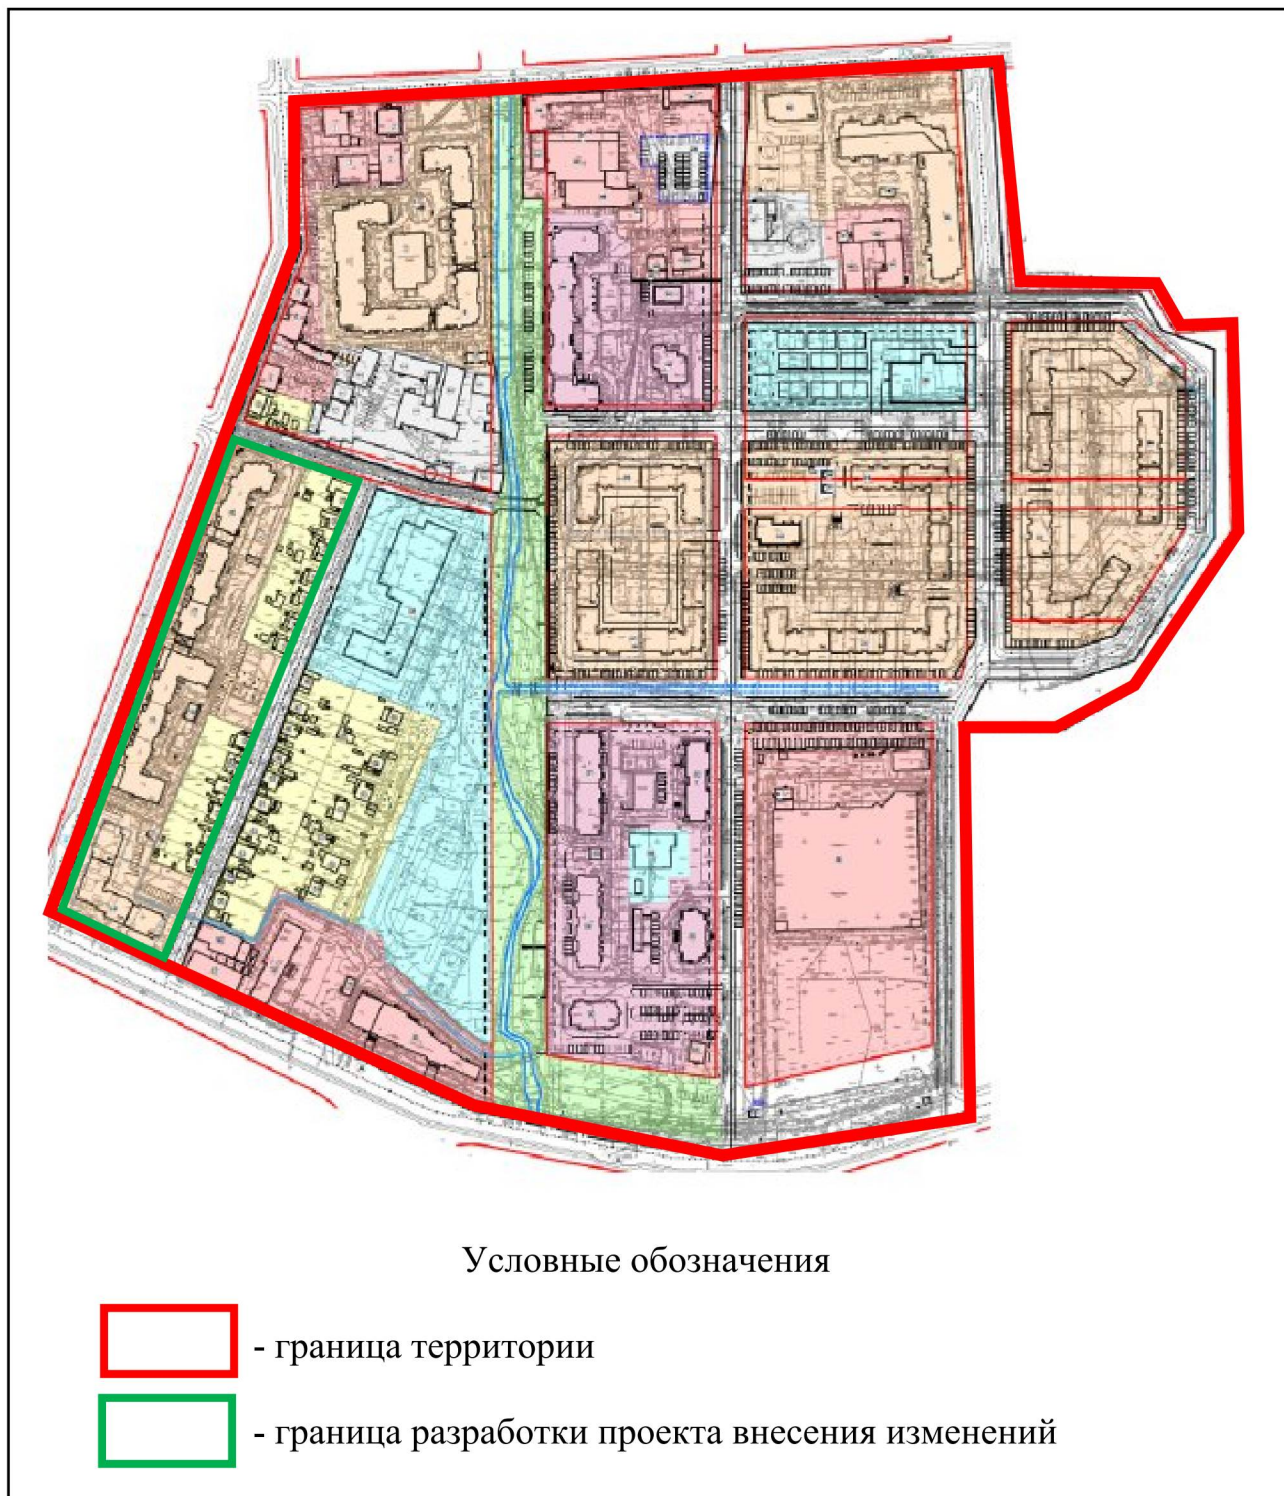 Условные обозначения
- граница территории
- граница разработки проекта внесения изменений